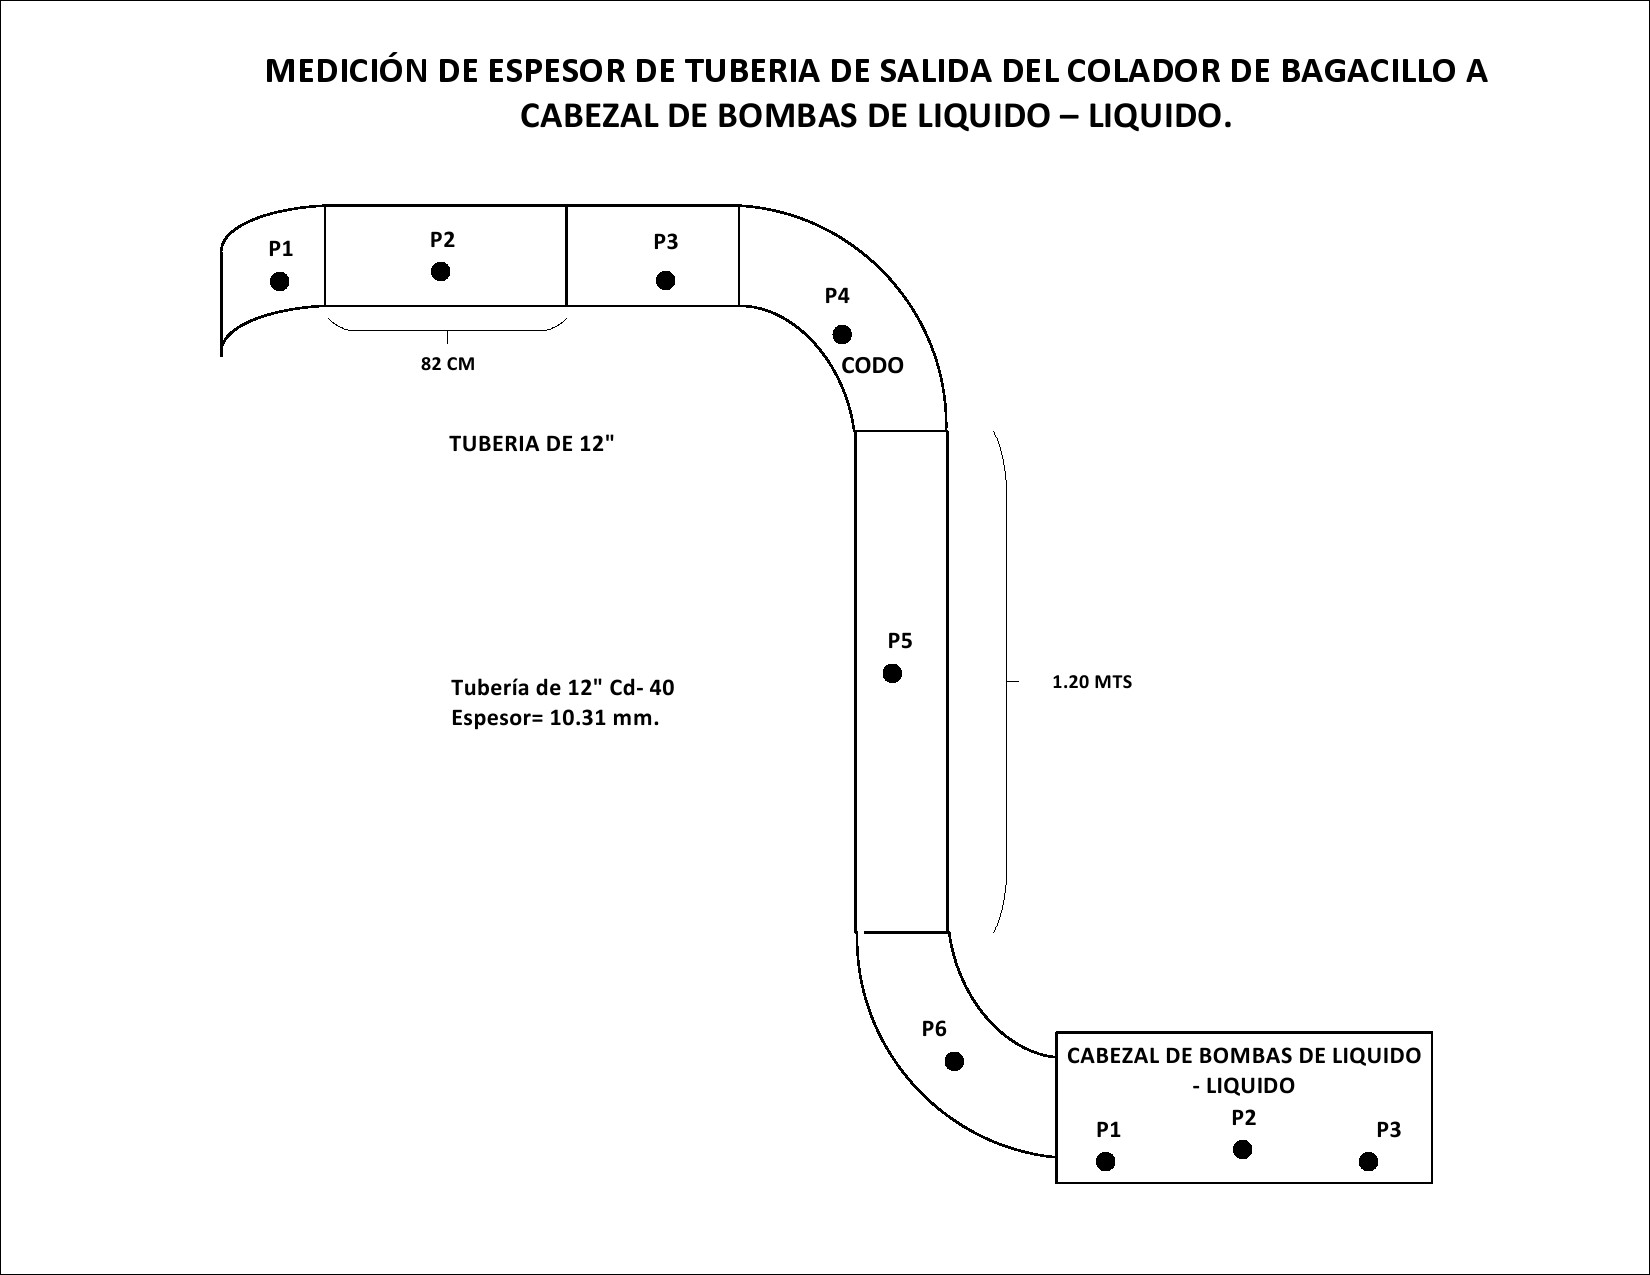 MEDICIÓN DE ESPESOR DE TUBERIA DE SALIDA DEL COLADOR DE BAGACILLO A
CABEZAL DE BOMBAS DE LIQUIDO – LIQUIDO.
P1
P2
P3
P4
CODO
82 CM
TUBERIA DE 12"
P5
Tubería de 12" Cd- 40
Espesor= 10.31 mm.
1.20 MTS
P6
CABEZAL DE BOMBAS DE LIQUIDO
- LIQUIDO
P1
P2
P3